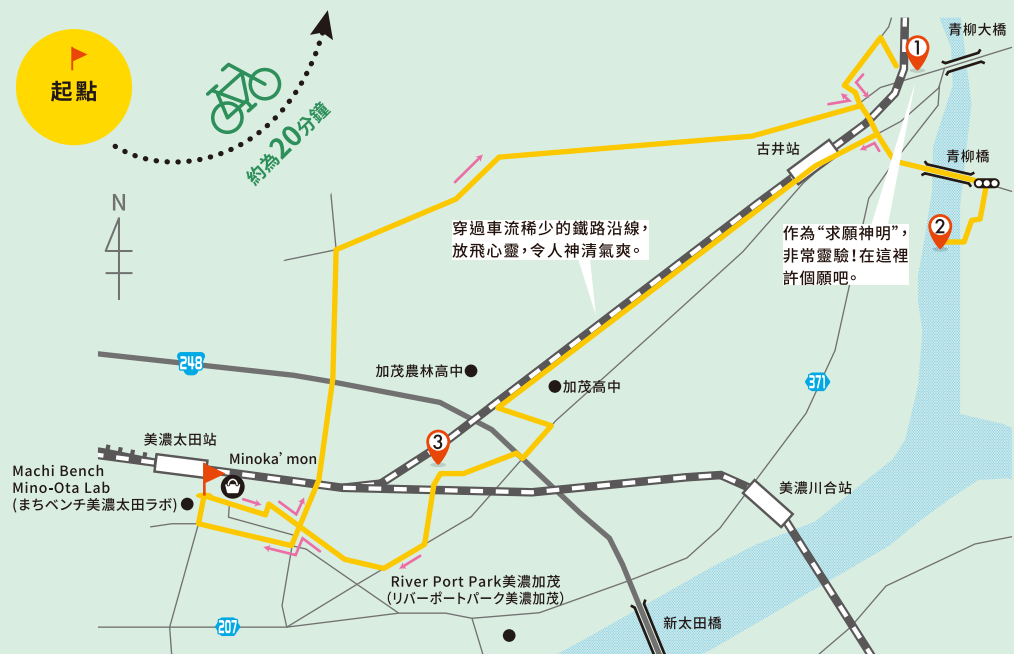 起點
約為20分鐘
N
青柳大橋
1
古井站
青柳橋
2
穿過車流稀少的鐵路沿線，
放飛心靈，令人神清氣爽。
作為“求願神明”，
非常靈驗！在這裡
許個願吧。
248
加茂農林高中
加茂高中
371
3
美濃太田站
Minoka’mon
Machi Bench
Mino-Ota Lab
(まちベンチ美濃太田ラボ)
美濃川合站
River Port Park美濃加茂
（リバーポートパーク美濃加茂）
207
新太田橋